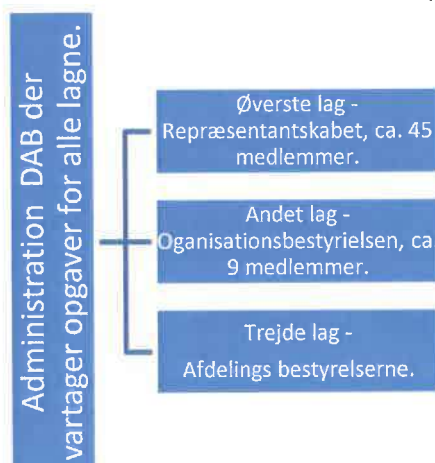 Administration DAB der
vartager opgaver for alle lagne.
Øverste lag -
Repræsentantskabet, ca. 45
medlemmer.
Andet lag -
Oganisationsbestyrielsen, ca
9 medlemmer.
Trejde lag -
Afdelings bestyrelserne.